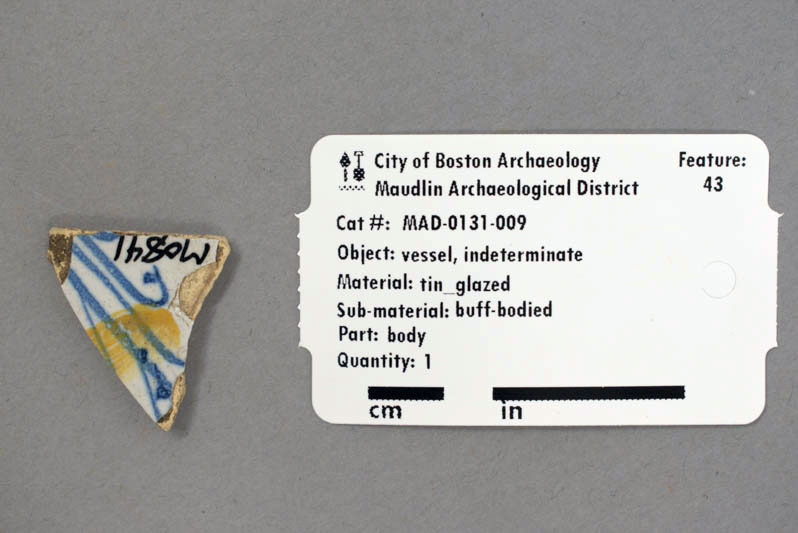 M0841
City of Boston Archaeology
Maudlin Archaeological District
Feature:
43
Cat #: MAD-0131-009
Object: vessel, indeterminate
Material: tin_glazed
Sub-material: buff-bodied
Part: body
Quantity: 1
cm
in